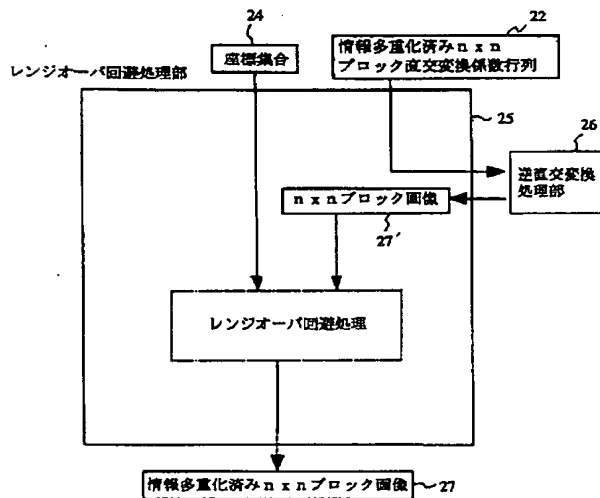 24
22
座標集合
情報多重化済みnxn
ブロック直交変換係数行列
レンジオーバ回避処理部
25
26
逆直交変換
処理部
nxnブロック画像
27'
レンジオーバ回避処理
情報多重化済みnxnブロック画像
27